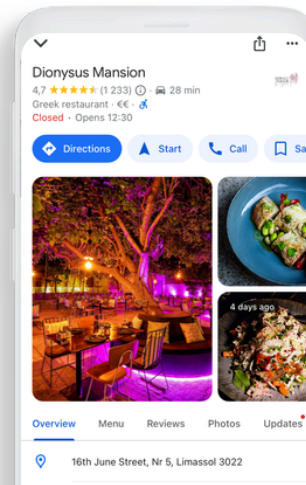 Dionysus Mansion
4,7 (1 233) · 28 min
Greek restaurant · €€ ·
Closed · Opens 12:30
Directions Start Call Sa
4 days ago
Overview Menu Reviews Photos Updates
16th June Street, Nr 5, Limassol 3022